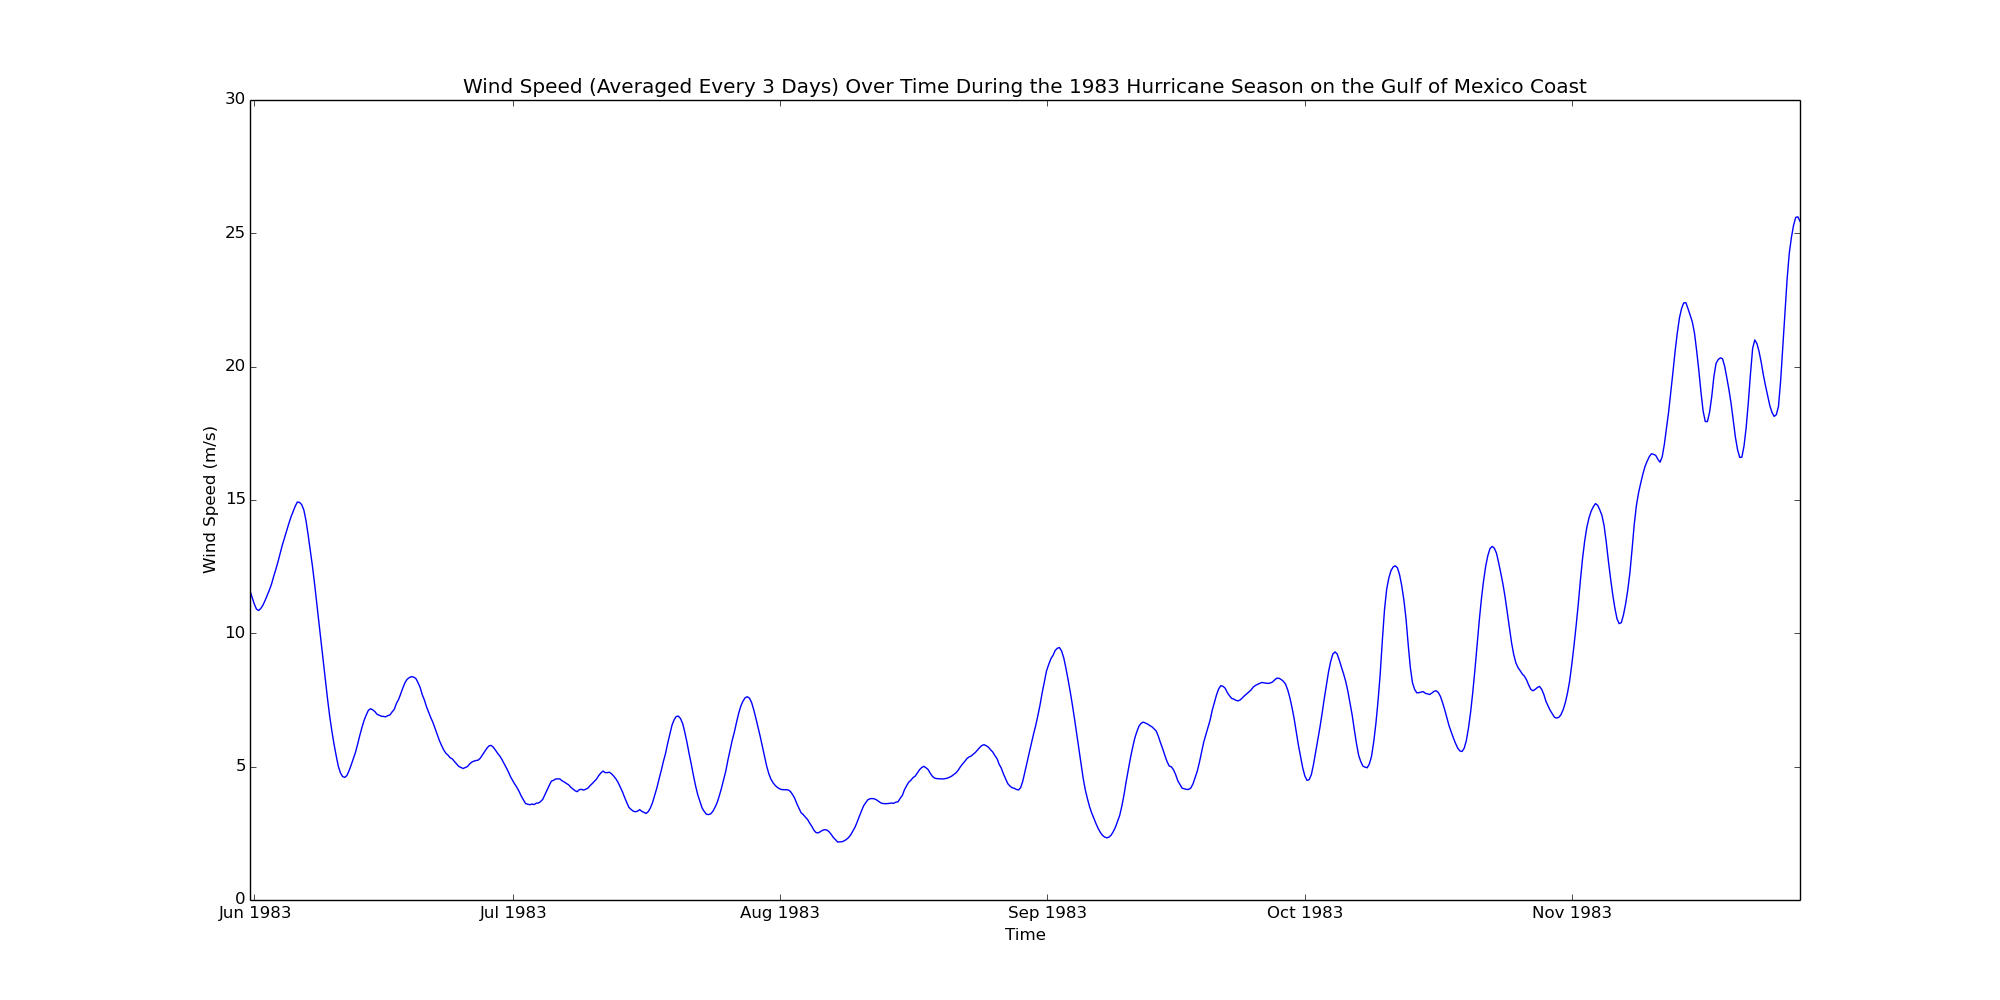 Wind Speed (Averaged Every 3 Days) Over Time During the 1983 Hurricane Season on the Gulf of Mexico Coast
30
25
20
15
10
5
0
Wind Speed (m/s)
Jun 1983 Jul 1983 Aug 1983 Sep 1983 Oct 1983 Nov 1983
Time